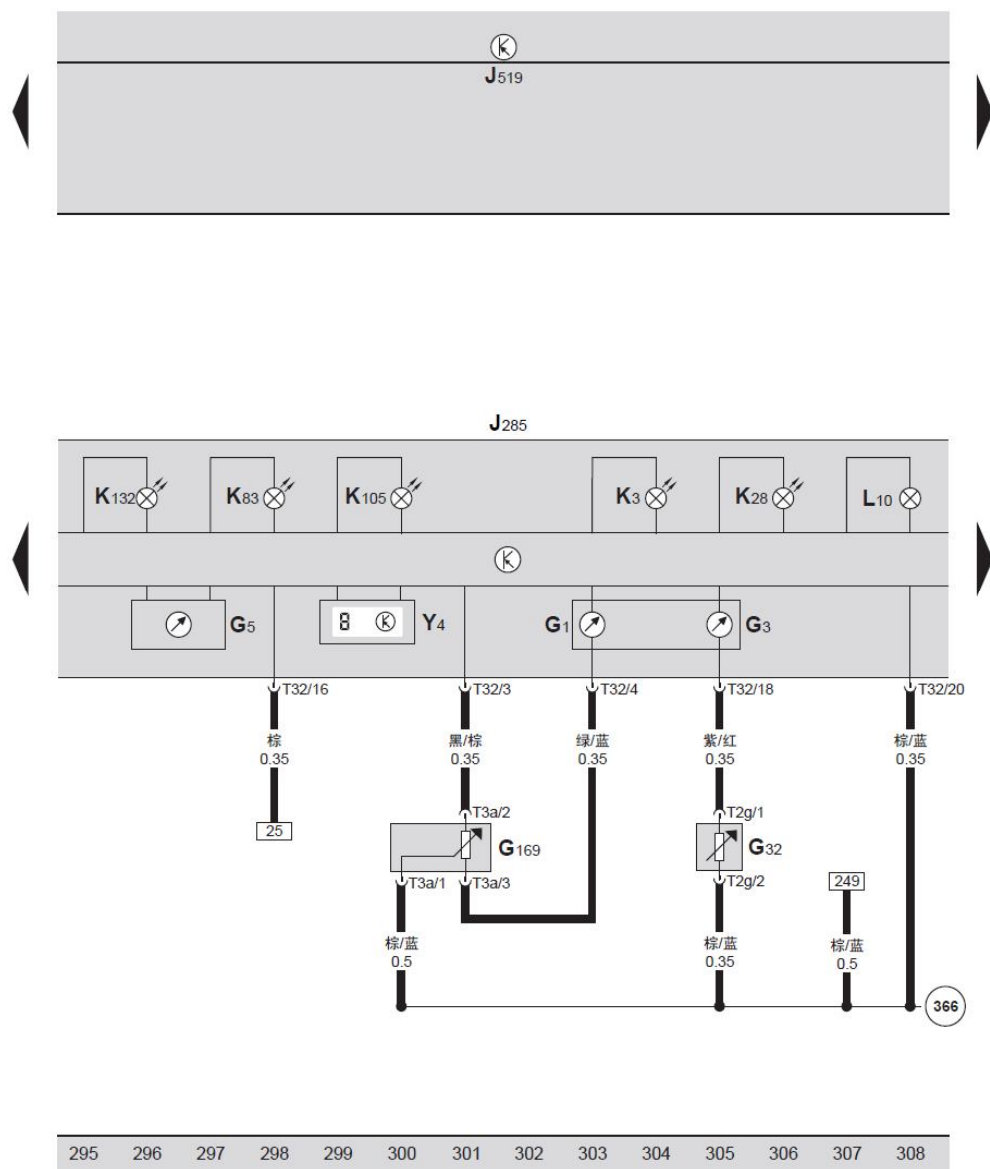 J519
J285
K132 K83 K105 K3 K28 L10
G5 Y4 G1 G3
T32/16 T32/3 T32/4 T32/18 T32/20
棕 黑/棕 绿/蓝 紫/红 棕/蓝
0.35 0.35 0.35 0.35 0.35
T3a/2 T2g/1
25 G169 G32
T3a/1 T3a/3 T2g/2 249
棕/蓝 棕/蓝 棕/蓝
0.5 0.35 0.5
366
295 296 297 298 299 300 301 302 303 304 305 306 307 308